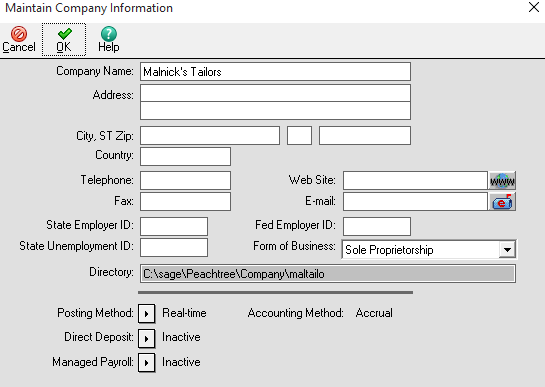 Maintain Company Information
Cancel OK Help
Company Name: Malnick's Tailors
Address:
City, ST Zip:
Country:
Telephone: Web Site: WWW
Fax: E-mail:
State Employer ID: Fed Employer ID:
State Unemployment ID: Form of Business: Sole Proprietorship
Directory: C:\sage\Peachtree\Company\maltailo
Posting Method: Real-time Accounting Method: Accrual
Direct Deposit: Inactive
Managed Payroll: Inactive